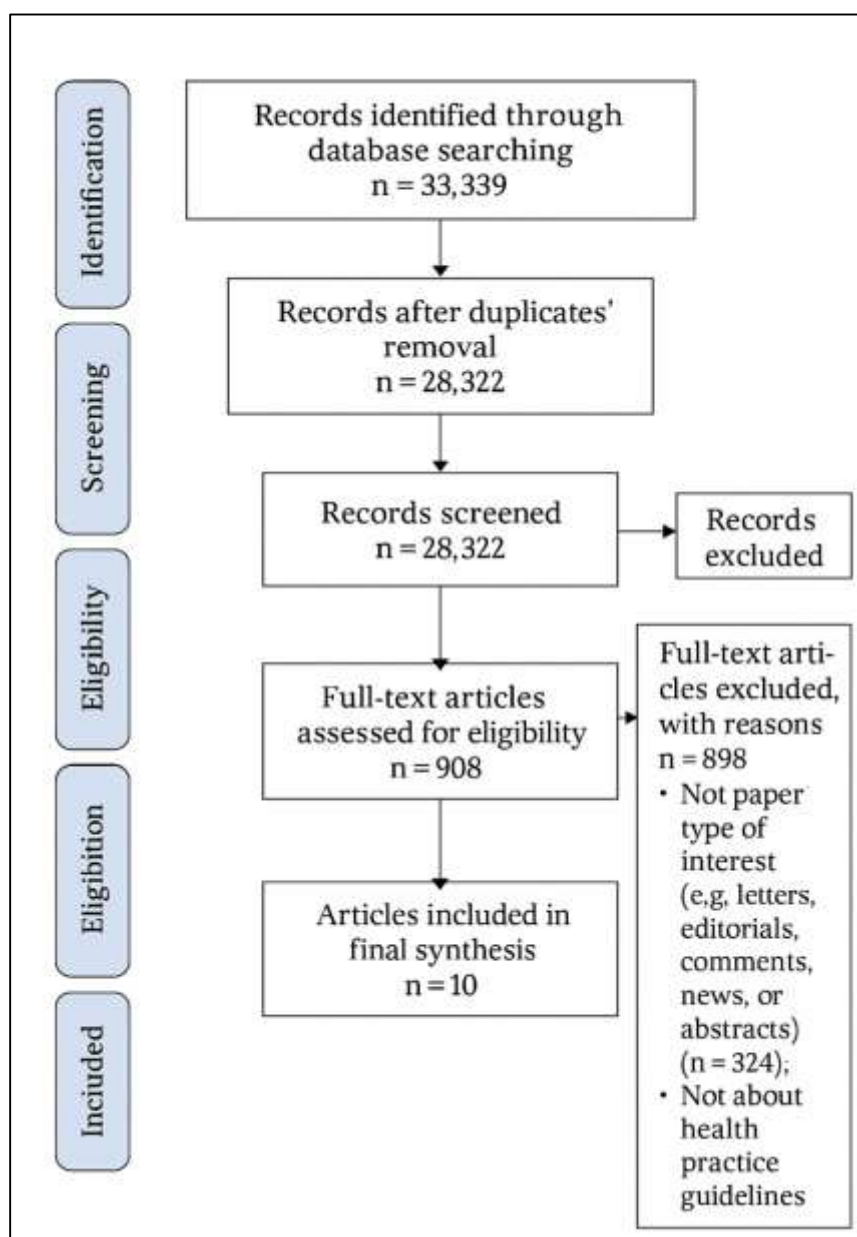 Identification
Records identified through
database searching
n = 33,339
Records after duplicates'
removal
n = 28,322
Screening
Records screened
n = 28,322
Records
excluded
Eligibility
Full-text articles
assessed for eligibility
n = 908
Full-text arti-
cles excluded,
with reasons
n = 898
• Not paper
type of
interest
(e,g, letters,
editorials,
comments,
news, or
abstracts)
(n = 324);
• Not about
health
practice
guidelines
Eligibition
Articles included in
final synthesis
n = 10
Inciuded